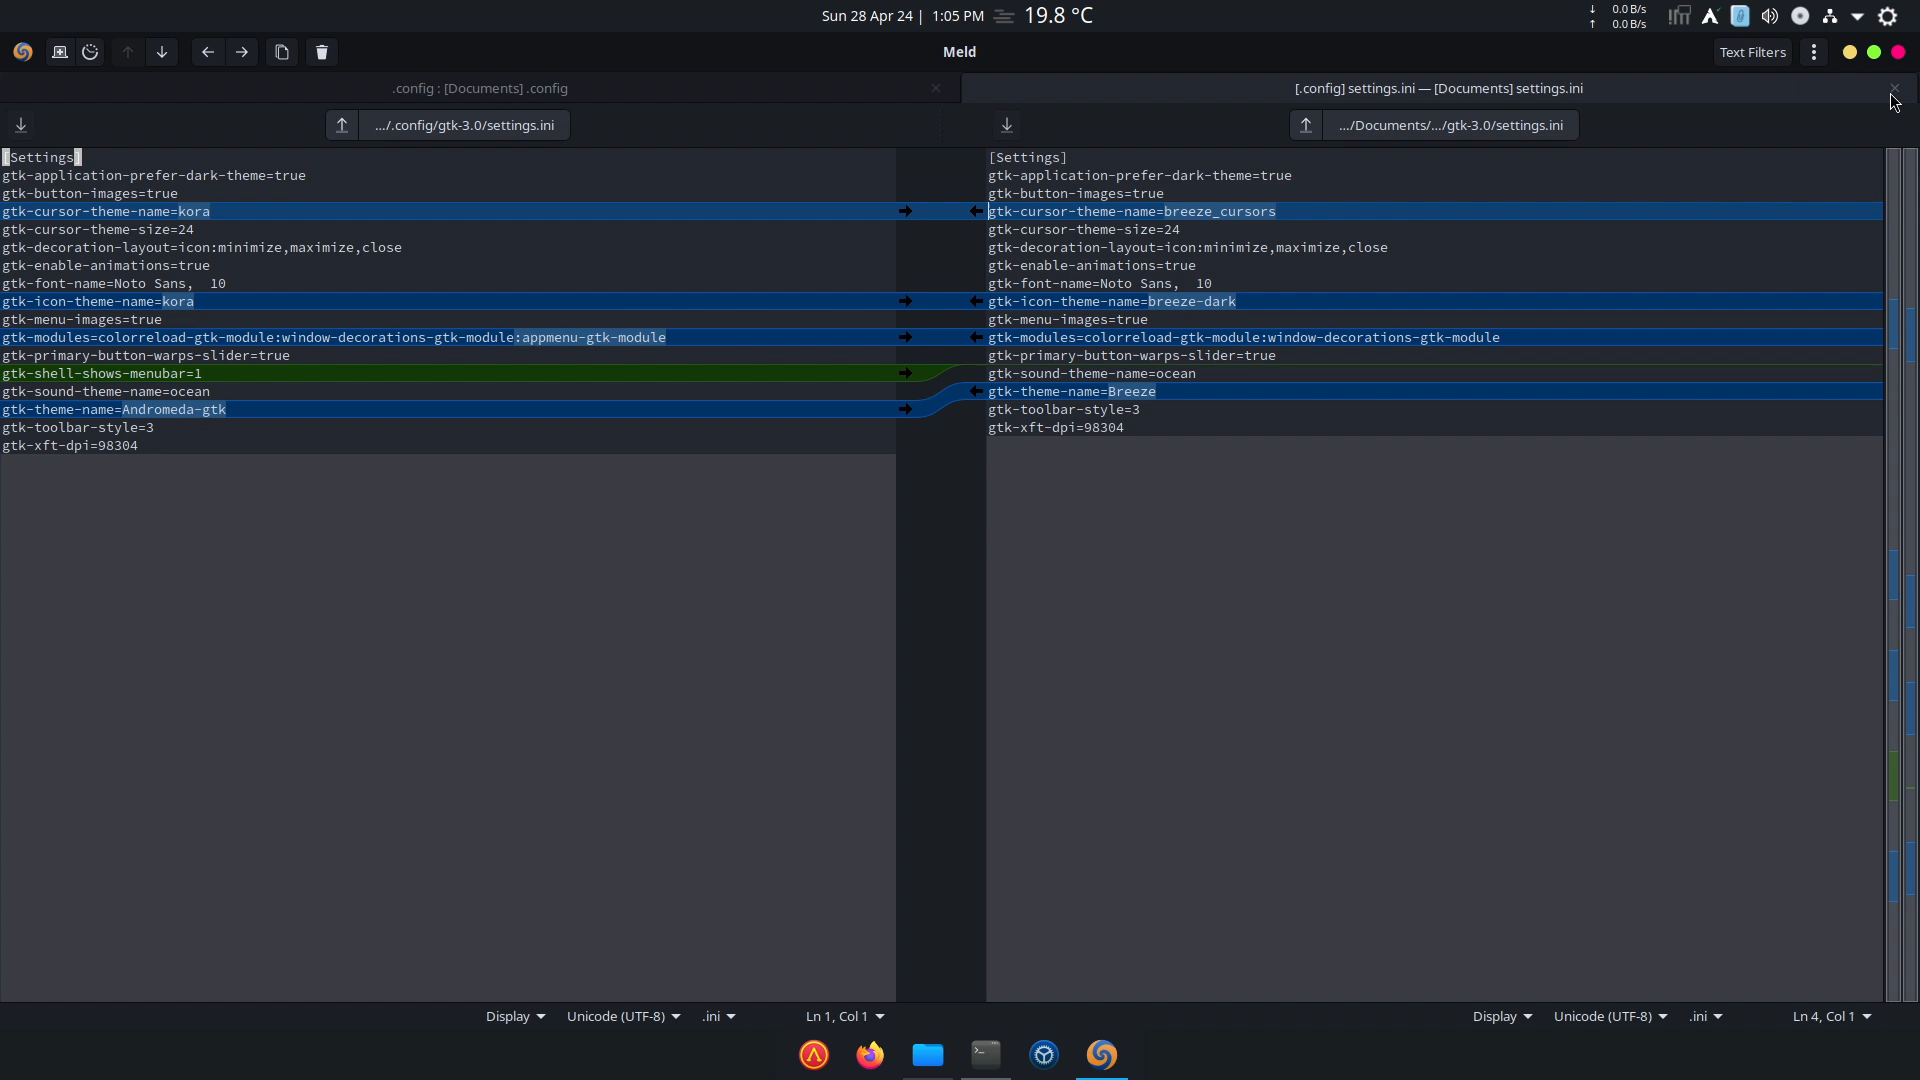 Sun 28 Apr 24 | 1:05 PM 19.8 °C
↓ 0.0 B/s
↑ 0.0 B/s
Meld
Text Filters
.config : [Documents] .config
[.config] settings.ini — [Documents] settings.ini
.../.config/gtk-3.0/settings.ini
.../Documents/.../gtk-3.0/settings.ini
[Settings]
gtk-application-prefer-dark-theme=true
gtk-button-images=true
gtk-cursor-theme-name=kora
gtk-cursor-theme-size=24
gtk-decoration-layout=icon:minimize,maximize,close
gtk-enable-animations=true
gtk-font-name=Noto Sans,  10
gtk-icon-theme-name=kora
gtk-menu-images=true
gtk-modules=colorreload-gtk-module:window-decorations-gtk-module:appmenu-gtk-module
gtk-primary-button-warps-slider=true
gtk-shell-shows-menubar=1
gtk-sound-theme-name=ocean
gtk-theme-name=Andromeda-gtk
gtk-toolbar-style=3
gtk-xft-dpi=98304
[Settings]
gtk-application-prefer-dark-theme=true
gtk-button-images=true
gtk-cursor-theme-name=breeze_cursors
gtk-cursor-theme-size=24
gtk-decoration-layout=icon:minimize,maximize,close
gtk-enable-animations=true
gtk-font-name=Noto Sans,  10
gtk-icon-theme-name=breeze-dark
gtk-menu-images=true
gtk-modules=colorreload-gtk-module:window-decorations-gtk-module
gtk-primary-button-warps-slider=true
gtk-sound-theme-name=ocean
gtk-theme-name=Breeze
gtk-toolbar-style=3
gtk-xft-dpi=98304
Display Unicode (UTF-8) .ini Ln 1, Col 1
Display Unicode (UTF-8) .ini Ln 4, Col 1